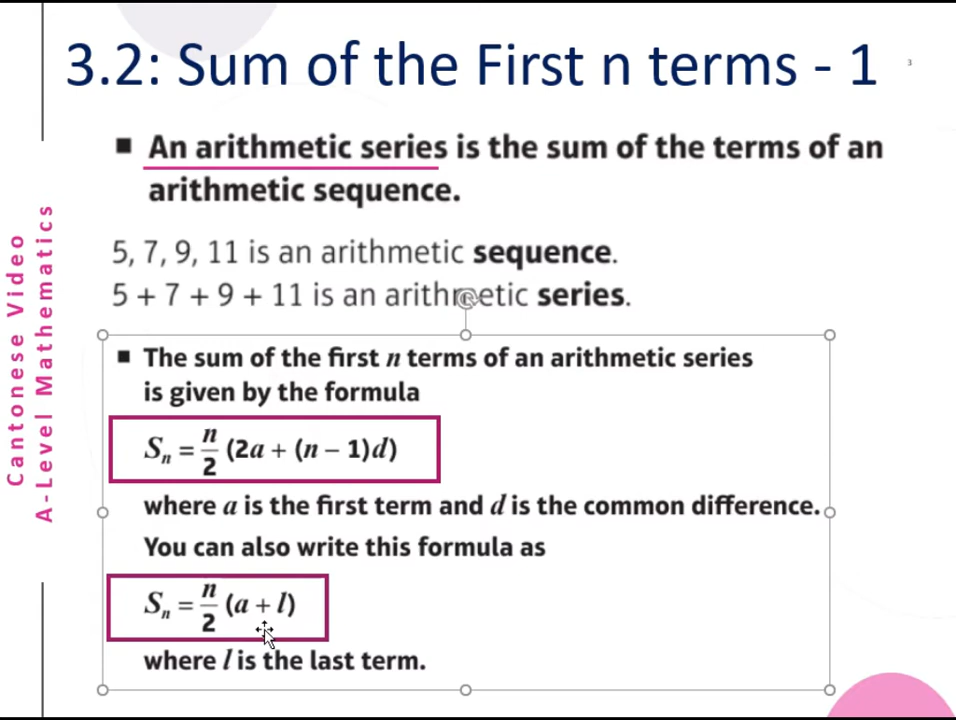 3.2: Sum of the First n terms - 1
3
■ An arithmetic series is the sum of the terms of an
arithmetic sequence.
5, 7, 9, 11 is an arithmetic sequence.
5 + 7 + 9 + 11 is an arithmetic series.
■ The sum of the first n terms of an arithmetic series
is given by the formula
Sₙ = n/2 (2a + (n − 1)d)
where a is the first term and d is the common difference.
You can also write this formula as
Sₙ = n/2 (a + l)
where l is the last term.
Cantonese Video
A-Level Mathematics